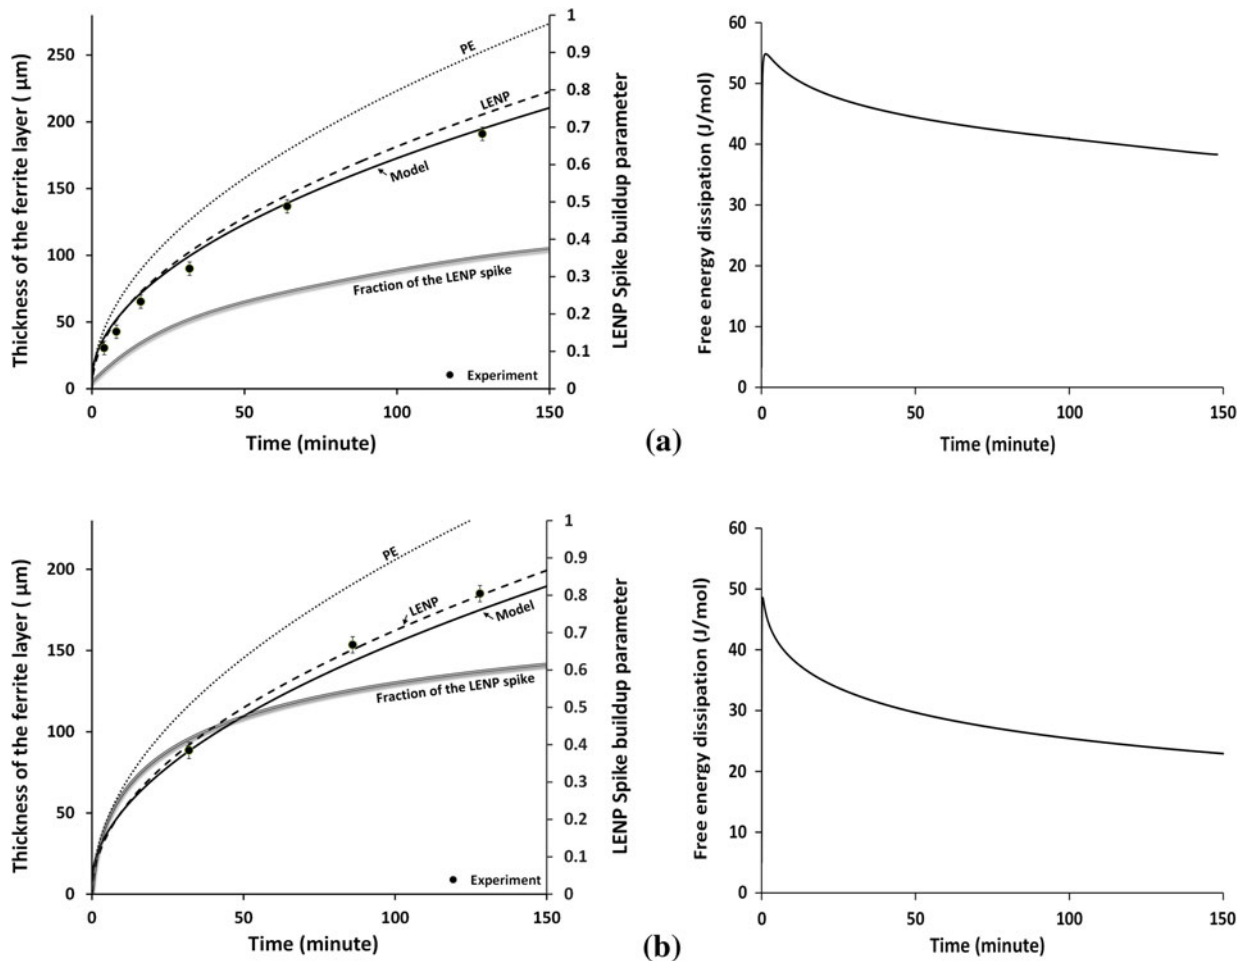 Thickness of the ferrite layer ( µm)
250
200
150
100
50
0
0 50 100 150
Time (minute)
1
0.9
0.8
0.7
0.6
0.5
0.4
0.3
0.2
0.1
0
LENP Spike buildup parameter
PE
LENP
Model
Fraction of the LENP spike
Experiment
Free energy dissipation (J/mol)
60
50
40
30
20
10
0
0 50 100 150
Time (minute)
(a)
Thickness of the ferrite layer ( µm)
200
150
100
50
0
0 50 100 150
Time (minute)
1
0.9
0.8
0.7
0.6
0.5
0.4
0.3
0.2
0.1
0
LENP Spike buildup parameter
PE
LENP
Model
Fraction of the LENP spike
Experiment
Free energy dissipation (J/mol)
60
50
40
30
20
10
0
0 50 100 150
Time (minute)
(b)